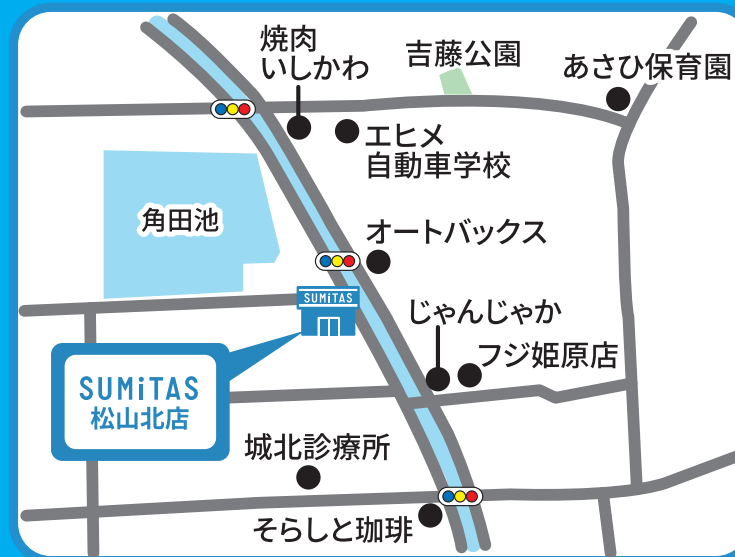 焼肉
いしかわ
吉藤公園
あさひ保育園
エヒメ
自動車学校
角田池
オートバックス
SUMiTAS
じゃんじゃか
フジ姫原店
SUMiTAS
松山北店
城北診療所
そらしと珈琲